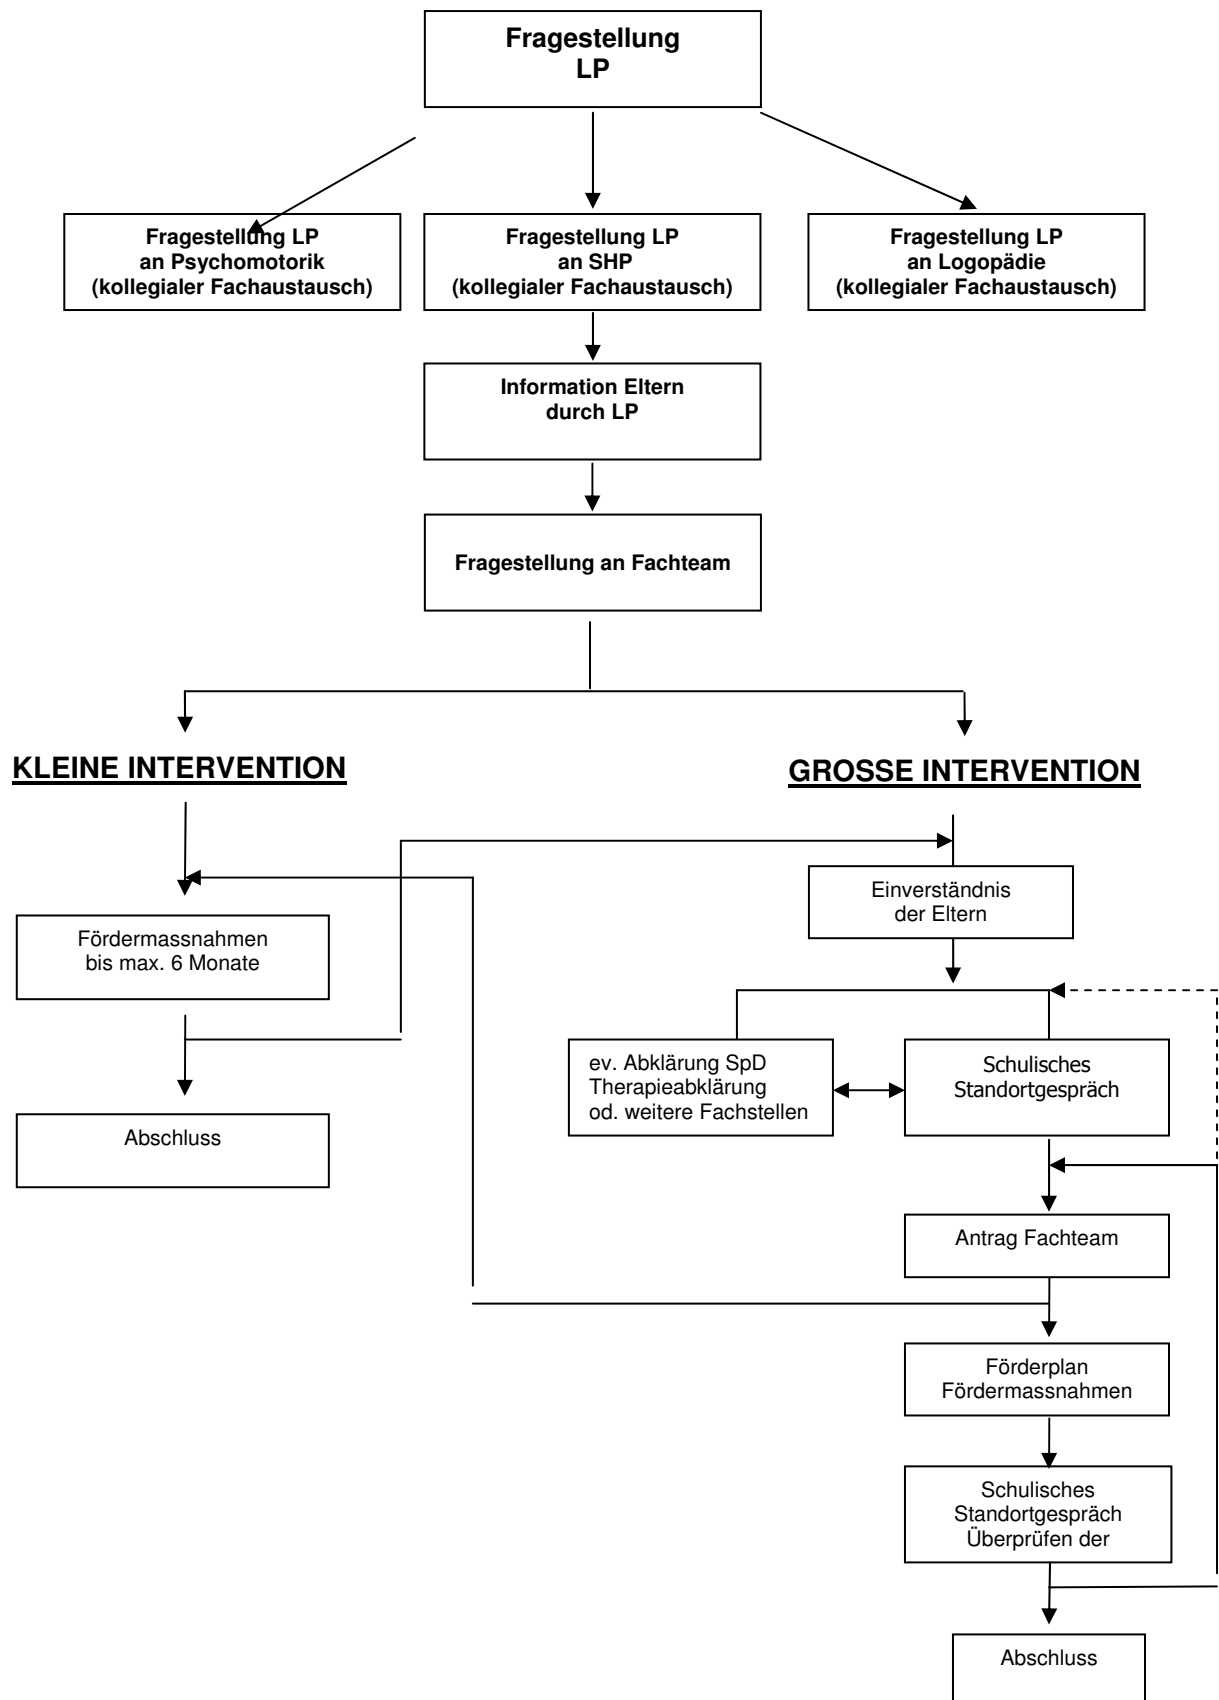 Fragestellung
LP
Fragestellung LP
an Psychomotorik
(kollegialer Fachaustausch)
Fragestellung LP
an SHP
(kollegialer Fachaustausch)
Fragestellung LP
an Logopädie
(kollegialer Fachaustausch)
Information Eltern
durch LP
Fragestellung an Fachteam
KLEINE INTERVENTION
GROSSE INTERVENTION
Einverständnis
der Eltern
Fördermassnahmen
bis max. 6 Monate
ev. Abklärung SpD
Therapieabklärung
od. weitere Fachstellen
Schulisches
Standortgespräch
Abschluss
Antrag Fachteam
Förderplan
Fördermassnahmen
Schulisches
Standortgespräch
Überprüfen der
Abschluss